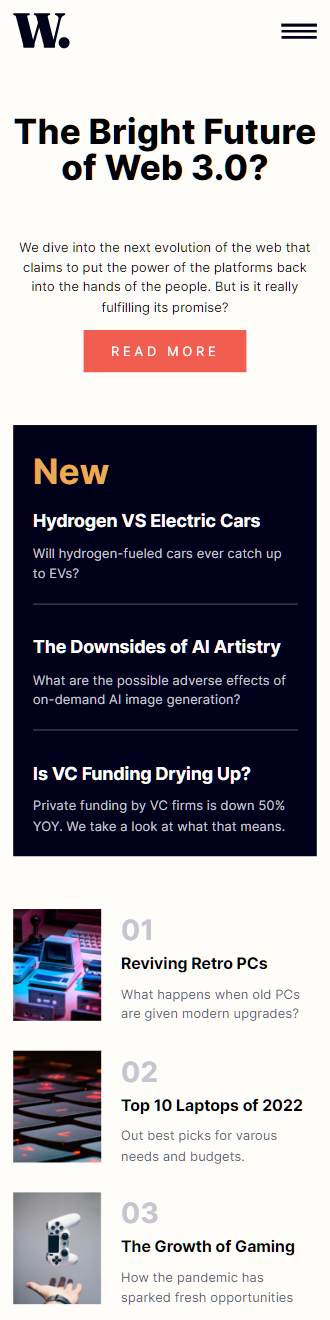 W.
The Bright Future
of Web 3.0?
We dive into the next evolution of the web that
claims to put the power of the platforms back
into the hands of the people. But is it really
fulfilling its promise?
READ MORE
New
Hydrogen VS Electric Cars
Will hydrogen-fueled cars ever catch up
to EVs?
The Downsides of AI Artistry
What are the possible adverse effects of
on-demand AI image generation?
Is VC Funding Drying Up?
Private funding by VC firms is down 50%
YOY. We take a look at what that means.
01
Reviving Retro PCs
What happens when old PCs
are given modern upgrades?
02
Top 10 Laptops of 2022
Out best picks for varous
needs and budgets.
03
The Growth of Gaming
How the pandemic has
sparked fresh opportunities